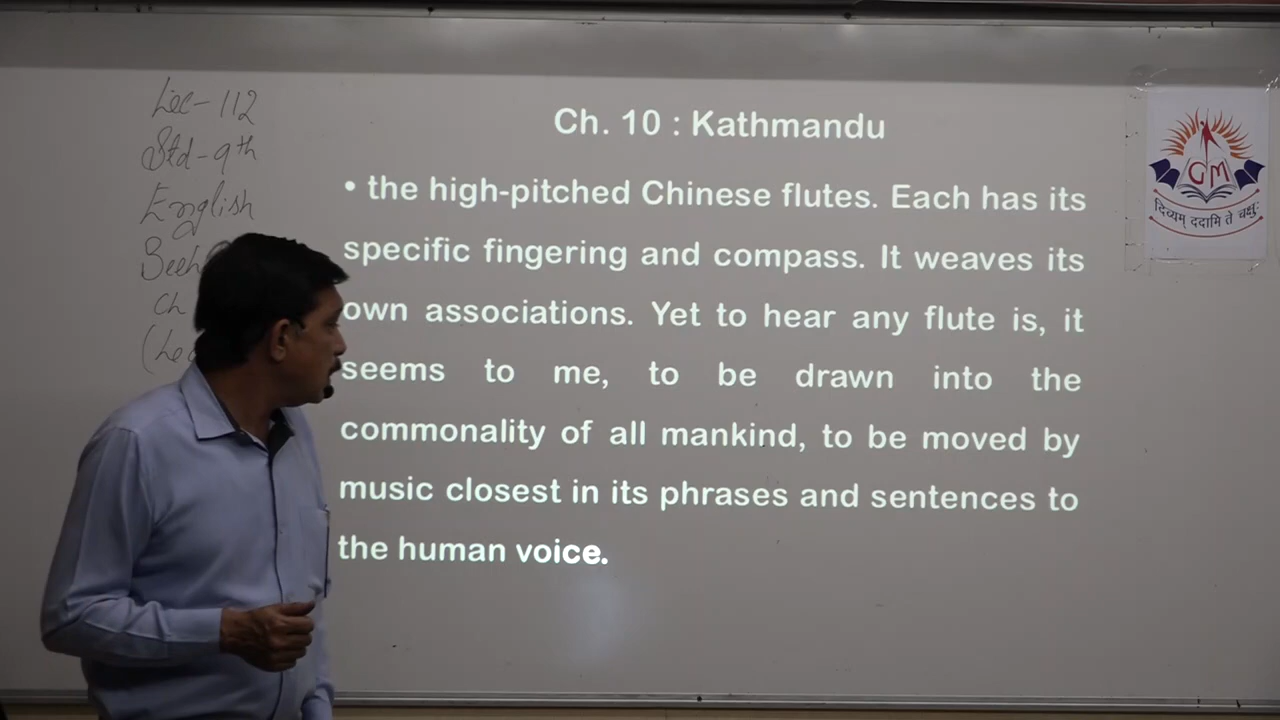 Lec - 112
Std - 9th
English
Ch
Ch. 10 : Kathmandu
• the high-pitched Chinese flutes. Each has its
specific fingering and compass. It weaves its
own associations. Yet to hear any flute is, it
seems to me, to be drawn into the
commonality of all mankind, to be moved by
music closest in its phrases and sentences to
the human voice.
GM
दिव्यम् ददामि ते चक्षुः